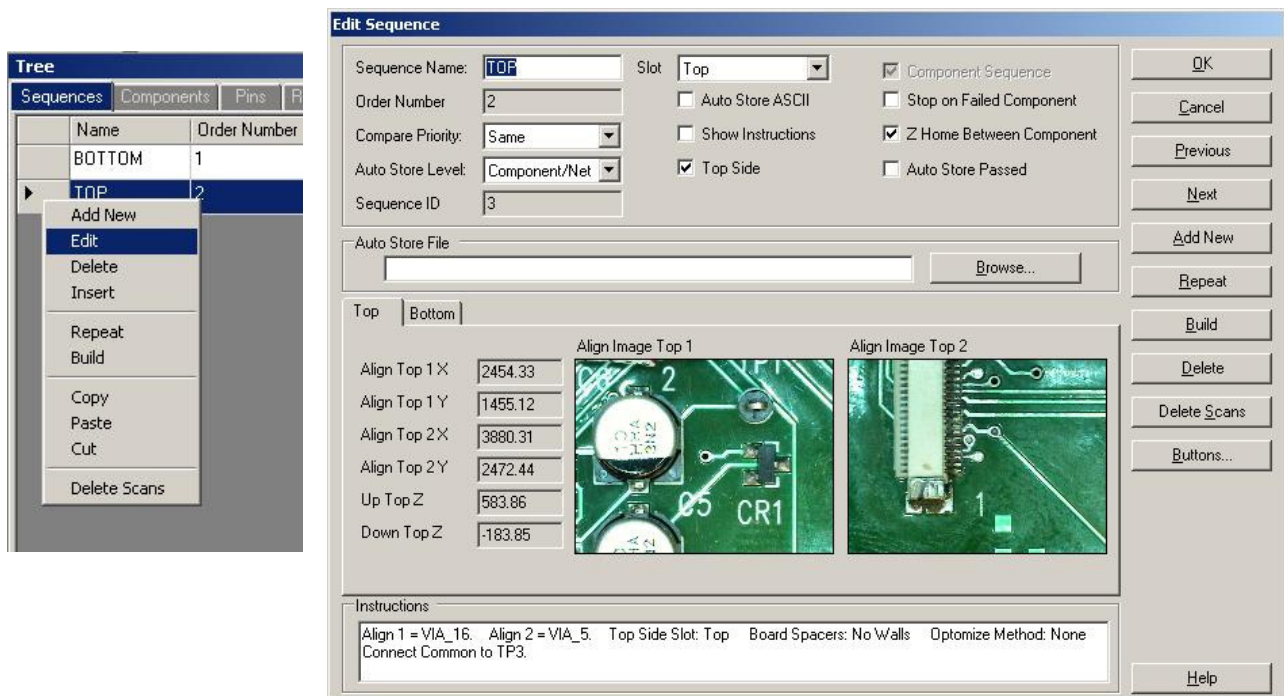 Tree
Sequences Components Pins R
Name Order Number
BOTTOM 1
TOP 2
Add New
Edit
Delete
Insert
Repeat
Build
Copy
Paste
Cut
Delete Scans
Edit Sequence
Sequence Name: TOP Slot Top Component Sequence
Order Number 2 Auto Store ASCII Stop on Failed Component
Compare Priority: Same Show Instructions Z Home Between Component
Auto Store Level: Component/Net Top Side Auto Store Passed
Sequence ID 3
Auto Store File
Browse...
Top Bottom
Align Image Top 1 Align Image Top 2
Align Top 1 X 2454.33
Align Top 1 Y 1455.12
Align Top 2 X 3880.31
Align Top 2 Y 2472.44
Up Top Z 583.86
Down Top Z -183.85
2
C5 CR1
1
Instructions
Align 1 = VIA_16. Align 2 = VIA_5. Top Side Slot: Top Board Spacers: No Walls Optomize Method: None
Connect Common to TP3.
OK
Cancel
Previous
Next
Add New
Repeat
Build
Delete
Delete Scans
Buttons...
Help